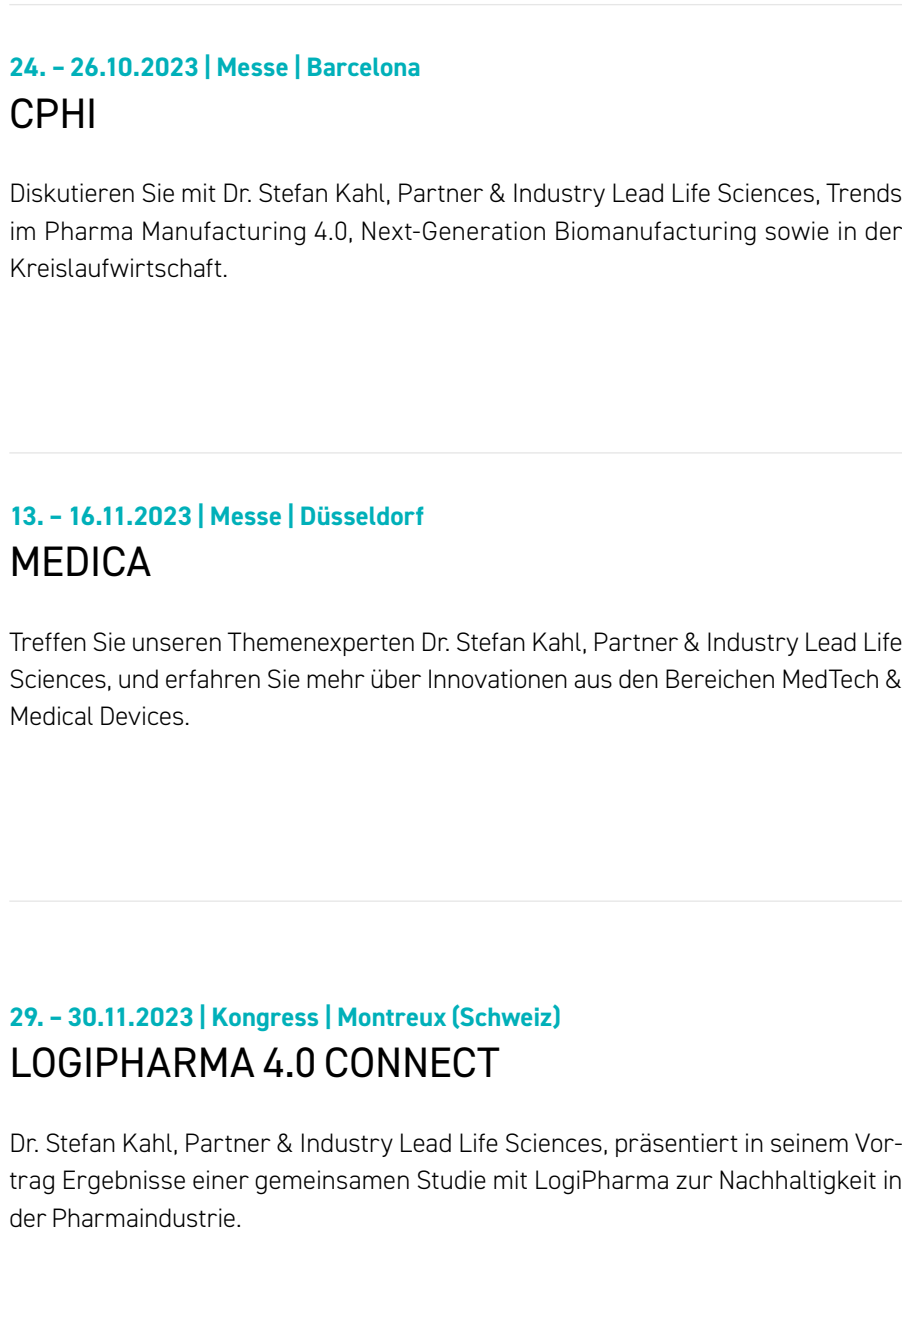 24. – 26.10.2023 | Messe | Barcelona
CPHI
Diskutieren Sie mit Dr. Stefan Kahl, Partner & Industry Lead Life Sciences, Trends
im Pharma Manufacturing 4.0, Next-Generation Biomanufacturing sowie in der
Kreislaufwirtschaft.
13. – 16.11.2023 | Messe | Düsseldorf
MEDICA
Treffen Sie unseren Themenexperten Dr. Stefan Kahl, Partner & Industry Lead Life
Sciences, und erfahren Sie mehr über Innovationen aus den Bereichen MedTech &
Medical Devices.
29. – 30.11.2023 | Kongress | Montreux (Schweiz)
LOGIPHARMA 4.0 CONNECT
Dr. Stefan Kahl, Partner & Industry Lead Life Sciences, präsentiert in seinem Vor-
trag Ergebnisse einer gemeinsamen Studie mit LogiPharma zur Nachhaltigkeit in
der Pharmaindustrie.